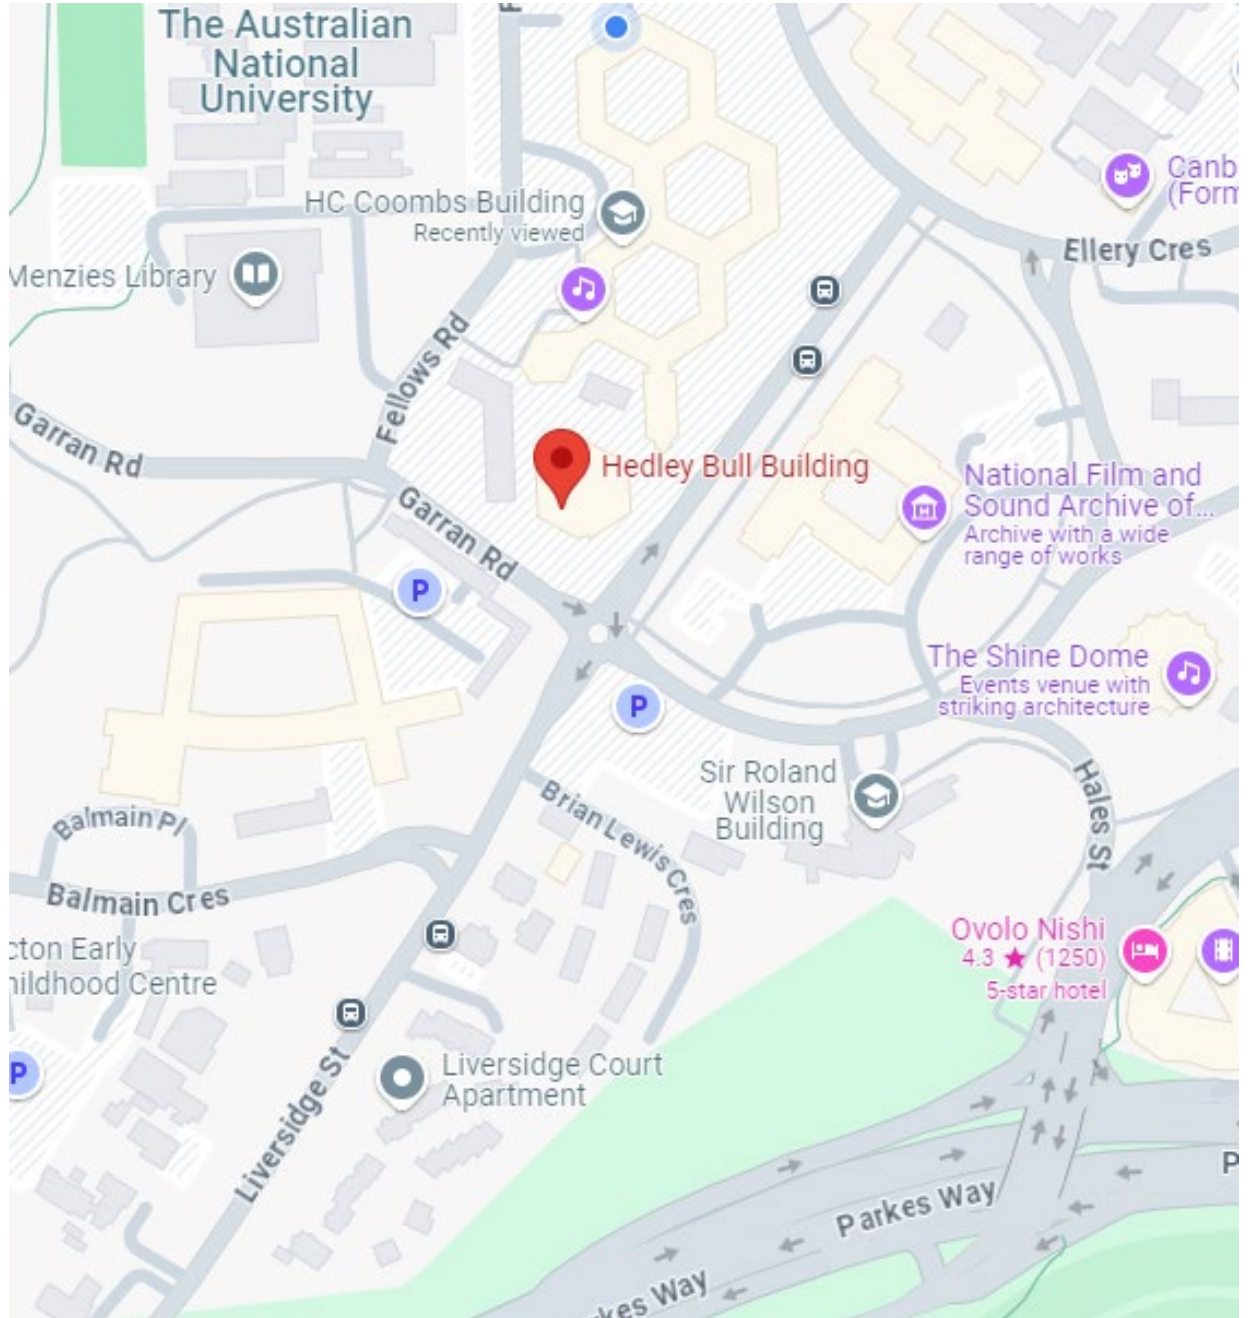 The Australian
National
University
HC Coombs Building
Recently viewed
Menzies Library
Canb
(Form
Ellery Cres
Fellows Rd
Garran Rd
Hedley Bull Building
Garran Rd
National Film and
Sound Archive of...
Archive with a wide
range of works
P
The Shine Dome
Events venue with
striking architecture
P
Sir Roland
Wilson
Building
Hales St
Brian Lewis Cres
Balmain Pl
Balmain Cres
Ovolo Nishi
4.3 ★ (1250)
5-star hotel
cton Early
hildhood Centre
P
Liversidge Court
Apartment
Liversidge St
Parkes Way
P
rkes Way